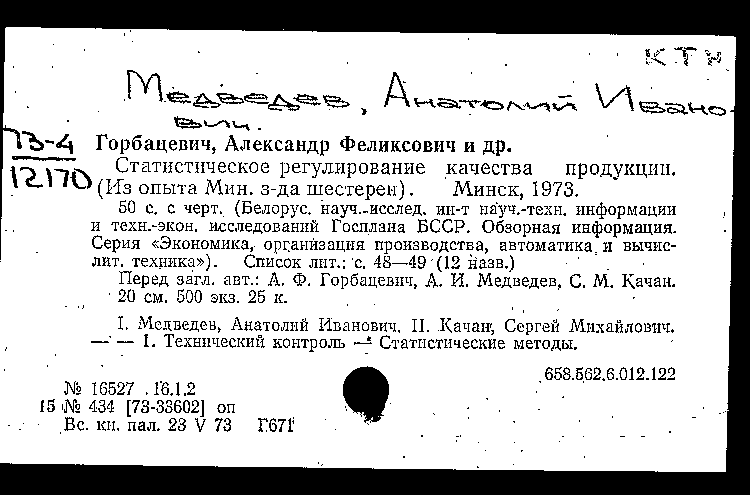 КТН
Медведев, Анатолий Ивано-
вич.
73-4
12170
Горбацевич, Александр Феликсович и др.
Статистическое регулирование качества продукции.
(Из опыта Мин. з-да шестерен). Минск, 1973.
50 с. с черт. (Белорус. науч.-исслед. ин-т науч.-техн. информации
и техн.-экон. исследований Госплана БССР. Обзорная информация.
Серия «Экономика, организация производства, автоматика и вычис-
лит. техника»). Список лит.: с. 48—49 (12 назв.)
Перед загл. авт.: А. Ф. Горбацевич, А. И. Медведев, С. М. Качан.
20 см. 500 экз. 25 к.
I. Медведев, Анатолий Иванович. II. Качан, Сергей Михайлович.
— — 1. Технический контроль — Статистические методы.
658.562.6.012.122
№ 16527 . 16.1.2
15 № 434 [73-33602] оп
Вс. кн. пал. 23 V 73 Г671